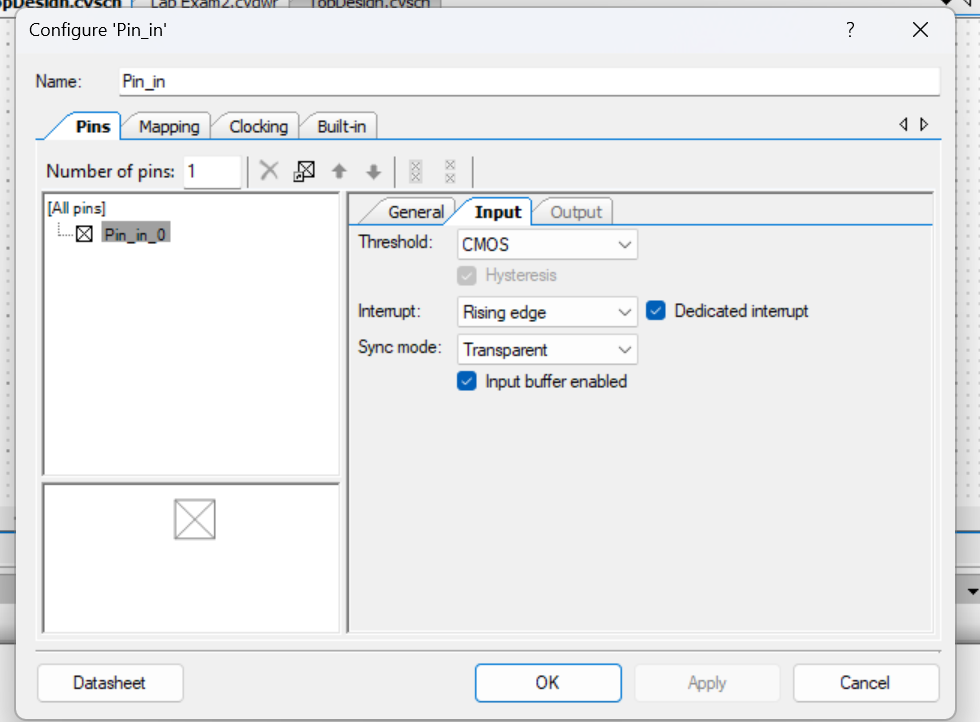 TopDesign.cysch Lab Exam2.cydwr TopDesign.cysch
Configure 'Pin_in' ?
Name: Pin_in
Pins Mapping Clocking Built-in
Number of pins: 1
[All pins]
Pin_in_0
General Input Output
Threshold: CMOS
Hysteresis
Interrupt: Rising edge Dedicated interrupt
Sync mode: Transparent
Input buffer enabled
Datasheet OK Apply Cancel